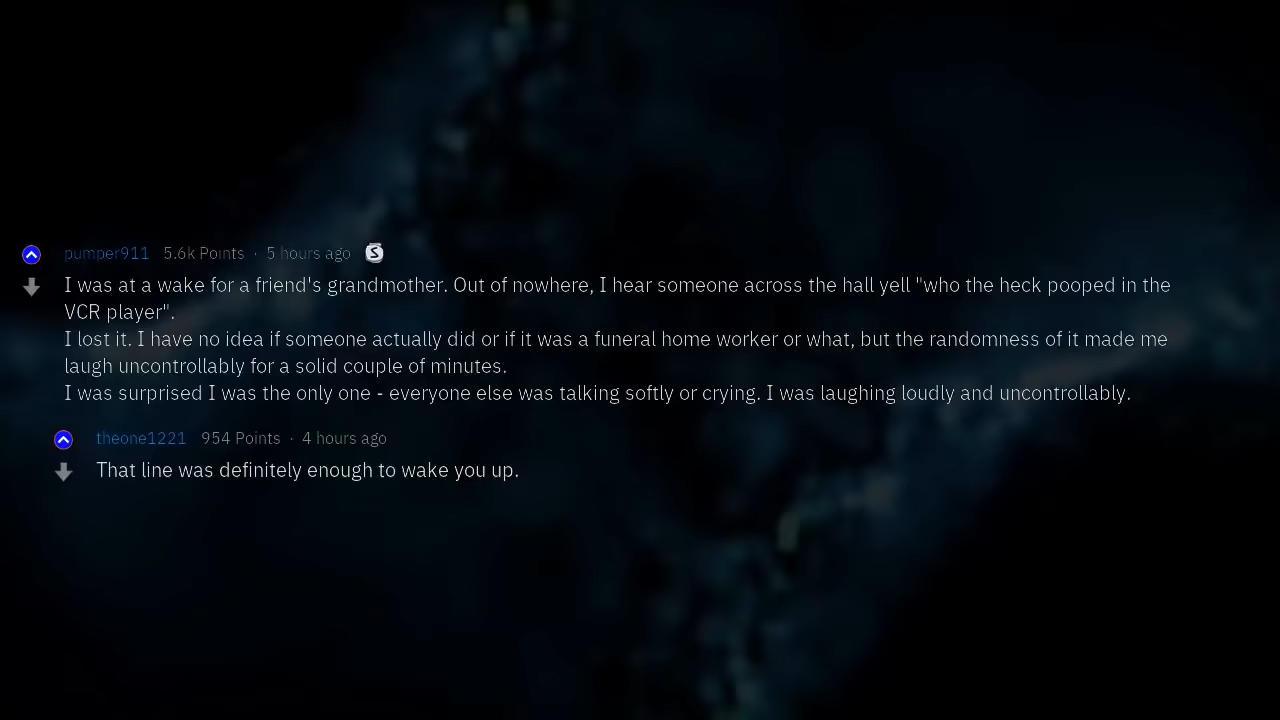 pumper911 5.6k Points · 5 hours ago S
I was at a wake for a friend's grandmother. Out of nowhere, I hear someone across the hall yell "who the heck pooped in the
VCR player".
I lost it. I have no idea if someone actually did or if it was a funeral home worker or what, but the randomness of it made me
laugh uncontrollably for a solid couple of minutes.
I was surprised I was the only one - everyone else was talking softly or crying. I was laughing loudly and uncontrollably.
theone1221 954 Points · 4 hours ago
That line was definitely enough to wake you up.